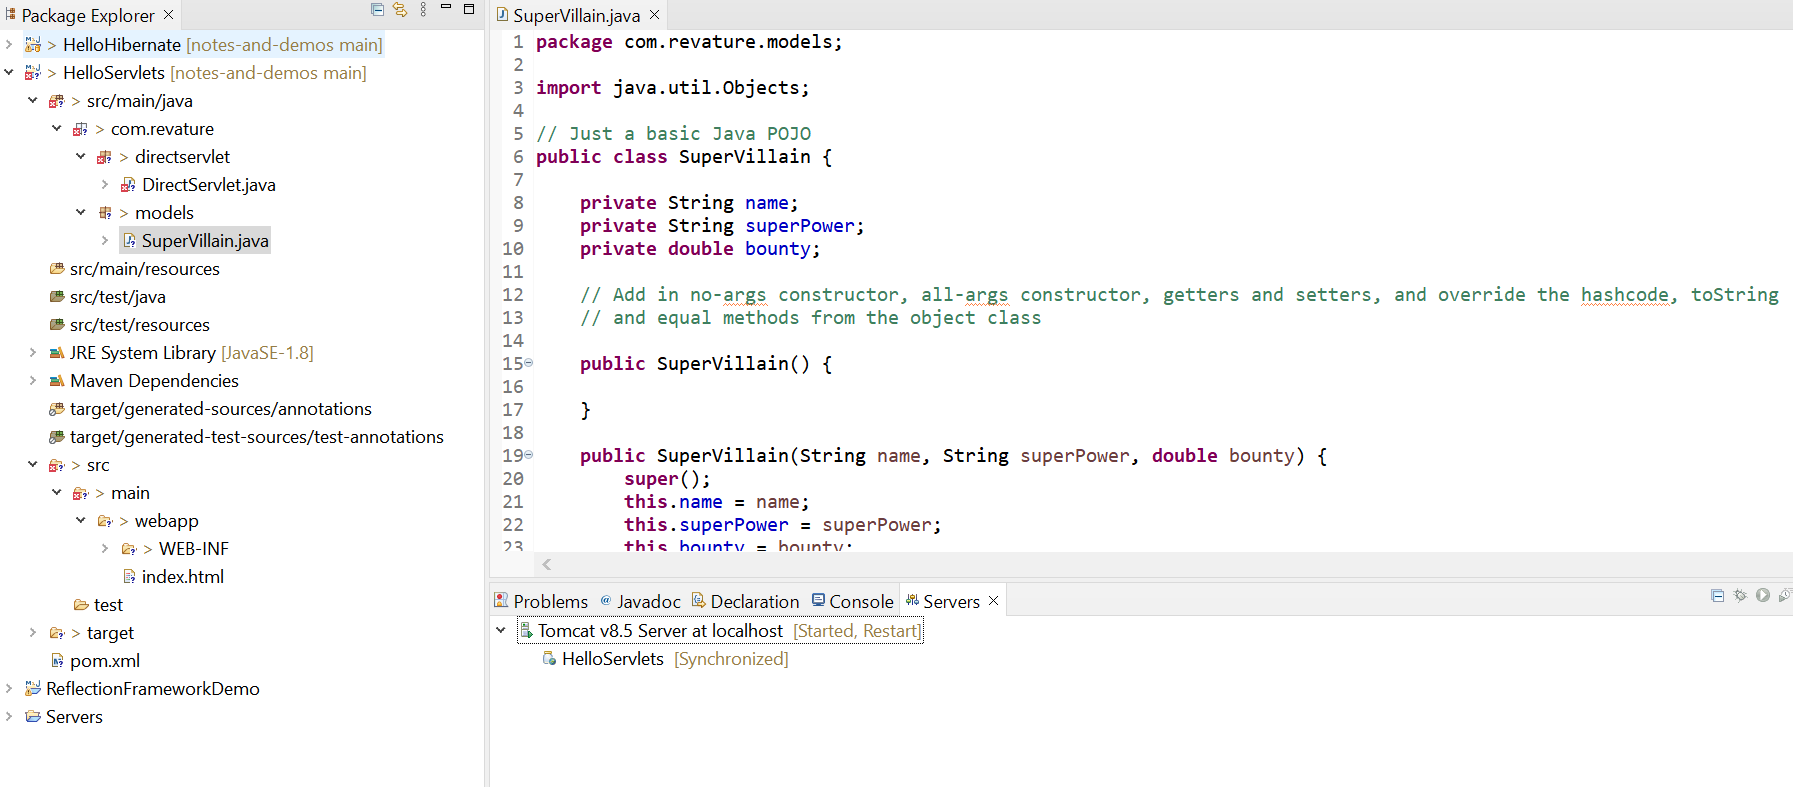 Package Explorer
> HelloHibernate [notes-and-demos main]
> HelloServlets [notes-and-demos main]
> src/main/java
> com.revature
> directservlet
DirectServlet.java
> models
SuperVillain.java
src/main/resources
src/test/java
src/test/resources
JRE System Library [JavaSE-1.8]
Maven Dependencies
target/generated-sources/annotations
target/generated-test-sources/test-annotations
> src
> main
> webapp
> WEB-INF
index.html
test
> target
pom.xml
ReflectionFrameworkDemo
Servers
SuperVillain.java
1 package com.revature.models;
2
3 import java.util.Objects;
4
5 // Just a basic Java POJO
6 public class SuperVillain {
7
8 private String name;
9 private String superPower;
10 private double bounty;
11
12 // Add in no-args constructor, all-args constructor, getters and setters, and override the hashcode, toString
13 // and equal methods from the object class
14
15 public SuperVillain() {
16
17 }
18
19 public SuperVillain(String name, String superPower, double bounty) {
20 super();
21 this.name = name;
22 this.superPower = superPower;
23 this.bounty = bounty;
Problems @ Javadoc Declaration Console Servers
Tomcat v8.5 Server at localhost [Started, Restart]
HelloServlets [Synchronized]